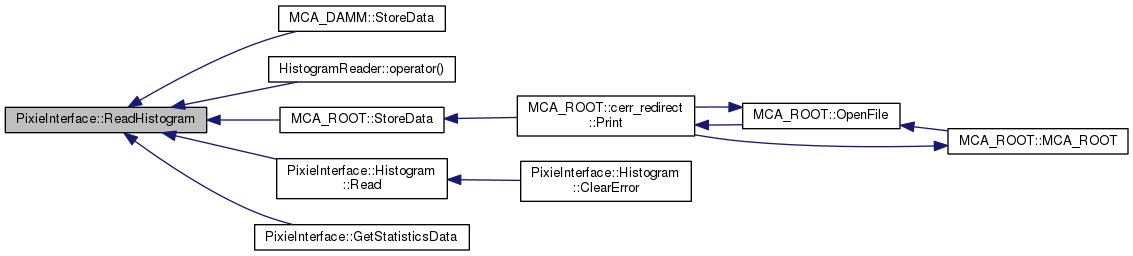 MCA_DAMM::StoreData
HistogramReader::operator()
PixieInterface::ReadHistogram
MCA_ROOT::StoreData
MCA_ROOT::cerr_redirect
::Print
MCA_ROOT::OpenFile
MCA_ROOT::MCA_ROOT
PixieInterface::Histogram
::Read
PixieInterface::Histogram
::ClearError
PixieInterface::GetStatisticsData